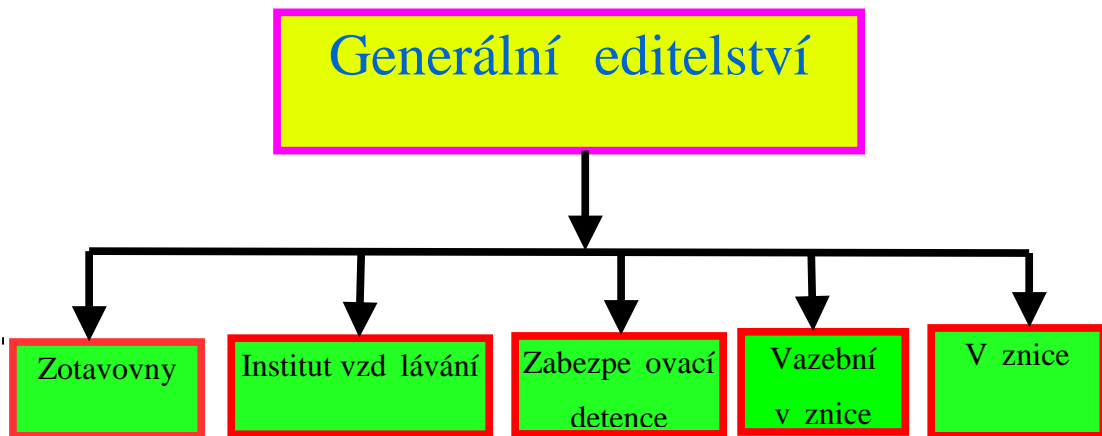 Generální editelství
Zotavovny
Institut vzd lávání
Zabezpe ovací
detence
Vazební
v znice
V znice